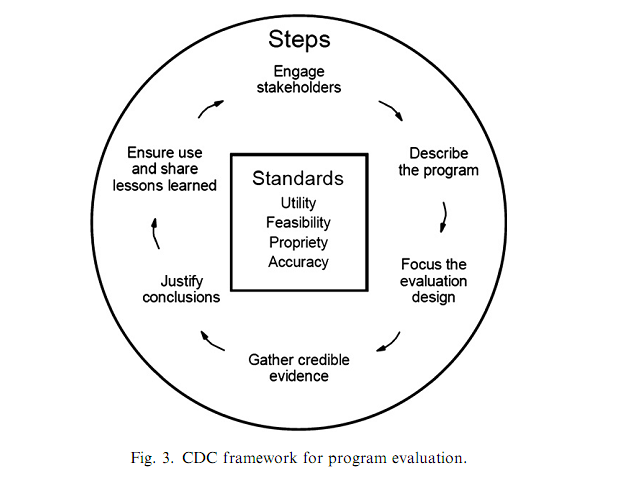 Steps
Engage
stakeholders
Describe
the program
Focus the
evaluation
design
Gather credible
evidence
Justify
conclusions
Ensure use
and share
lessons learned
Standards
Utility
Feasibility
Propriety
Accuracy
Fig. 3. CDC framework for program evaluation.